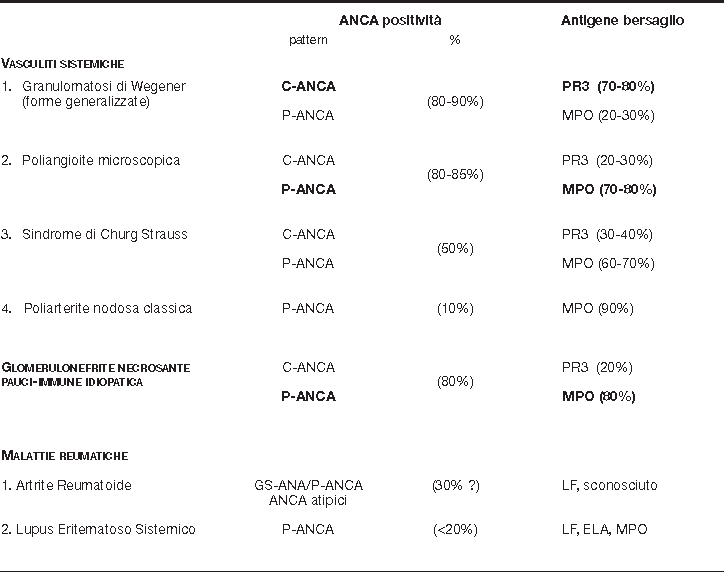 ANCA positività Antigene bersaglio
pattern %
VASCULITI SISTEMICHE
1. Granulomatosi di Wegener C-ANCA PR3 (70-80%)
(forme generalizzate) (80-90%)
P-ANCA MPO (20-30%)
2. Poliangioite microscopica C-ANCA PR3 (20-30%)
(80-85%)
P-ANCA MPO (70-80%)
3. Sindrome di Churg Strauss C-ANCA PR3 (30-40%)
(50%)
P-ANCA MPO (60-70%)
4. Poliarterite nodosa classica P-ANCA (10%) MPO (90%)
GLOMERULONEFRITE NECROSANTE C-ANCA PR3 (20%)
PAUCI-IMMUNE IDIOPATICA (80%)
P-ANCA MPO (80%)
MALATTIE REUMATICHE
1. Artrite Reumatoide GS-ANA/P-ANCA (30% ?) LF, sconosciuto
ANCA atipici
2. Lupus Eritematoso Sistemico P-ANCA (<20%) LF, ELA, MPO